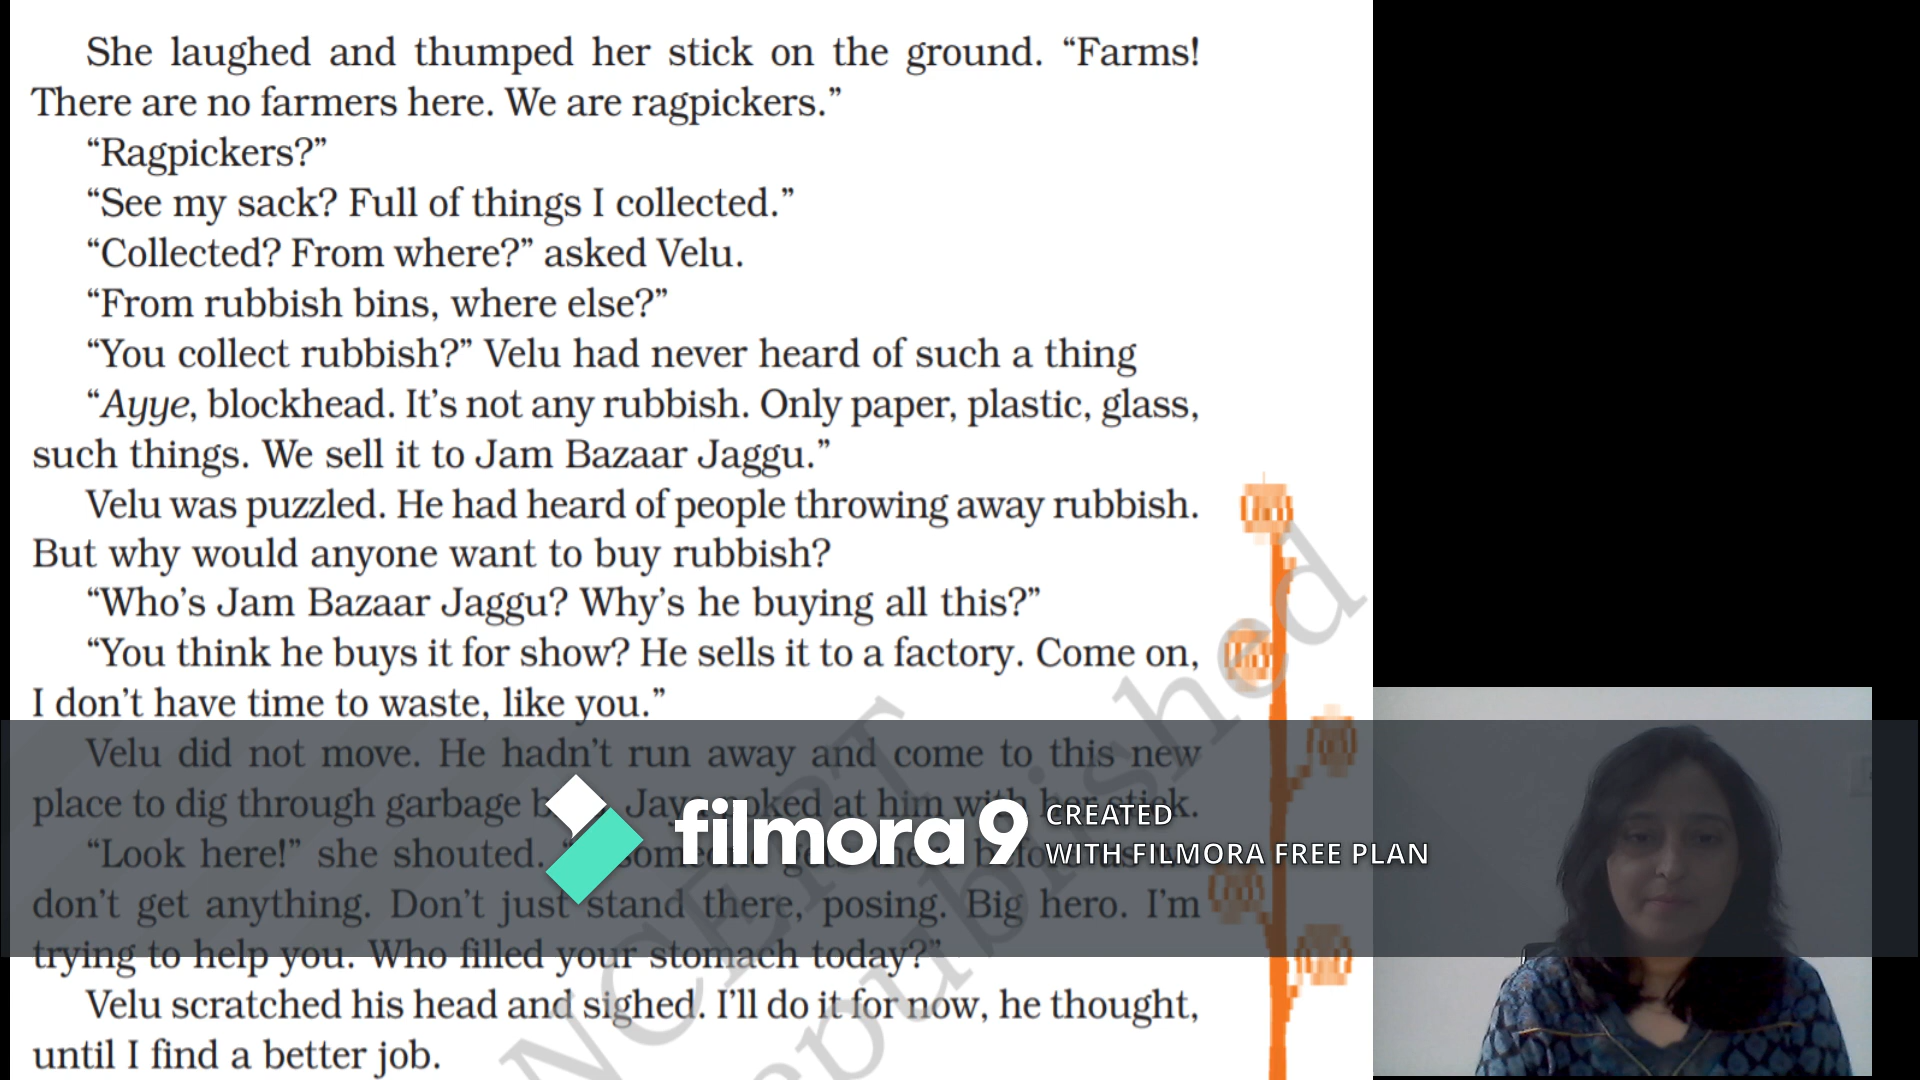 She laughed and thumped her stick on the ground. “Farms!
There are no farmers here. We are ragpickers.”
“Ragpickers?”
“See my sack? Full of things I collected.”
“Collected? From where?” asked Velu.
“From rubbish bins, where else?”
“You collect rubbish?” Velu had never heard of such a thing
“Ayye, blockhead. It’s not any rubbish. Only paper, plastic, glass,
such things. We sell it to Jam Bazaar Jaggu.”
Velu was puzzled. He had heard of people throwing away rubbish.
But why would anyone want to buy rubbish?
“Who’s Jam Bazaar Jaggu? Why’s he buying all this?”
“You think he buys it for show? He sells it to a factory. Come on,
I don’t have time to waste, like you.”
Velu did not move. He hadn’t run away and come to this new
place to dig through garbage at him with her stick.
“Look here!” she shouted.
don’t get anything. Don’t just stand there, posing. Big hero. I’m
trying to help you. Who filled your stomach today?”
Velu scratched his head and sighed. I’ll do it for now, he thought,
until I find a better job.
filmora9
CREATED
WITH FILMORA FREE PLAN
NCERT
republished